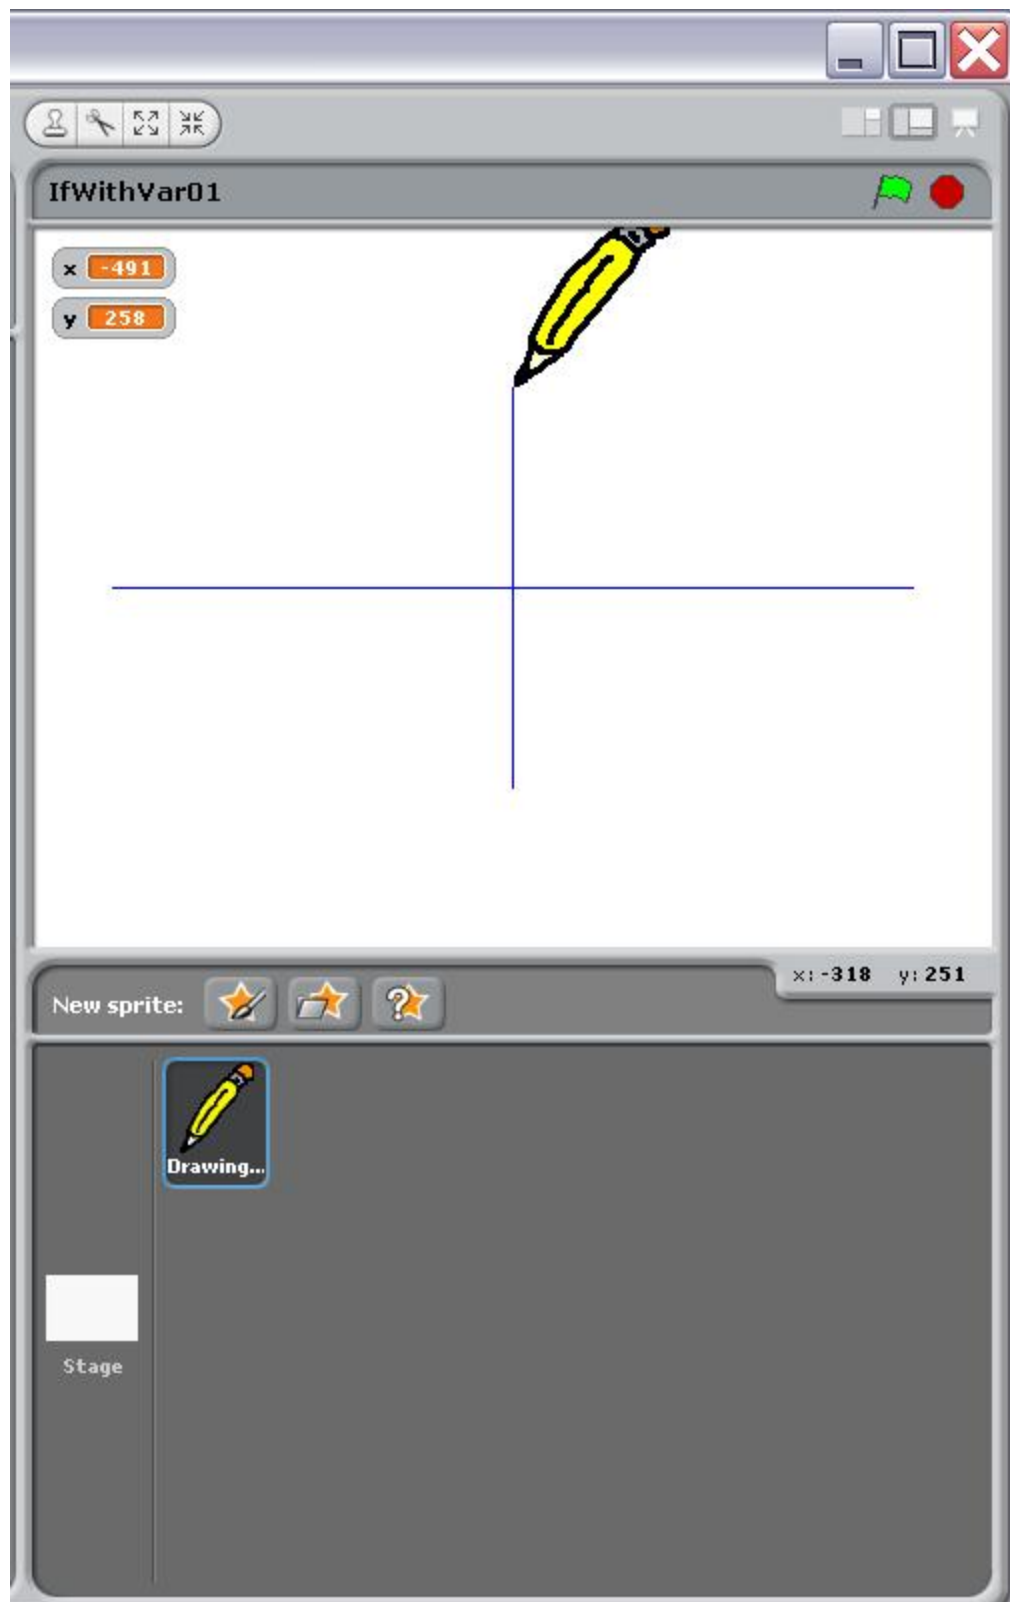 IfWithVar01
x -491
y 258
x: -318 y: 251
New sprite:
Drawing...
Stage